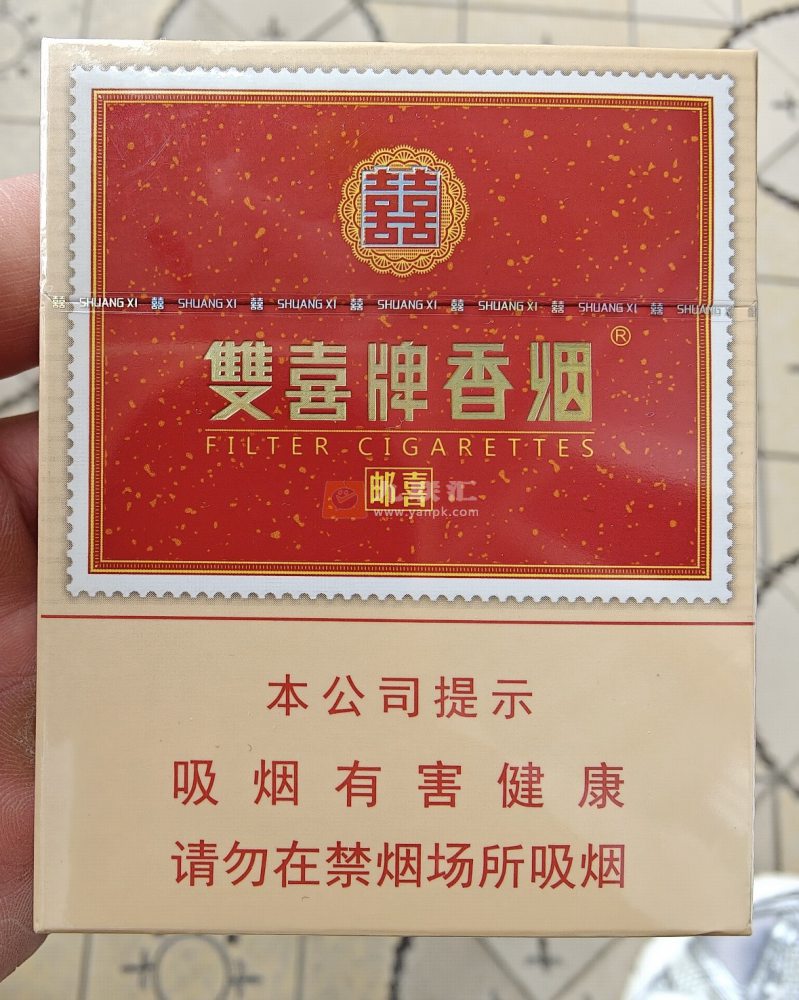 囍
囍 SHUANG XI 囍 SHUANG XI 囍 SHUANG XI 囍 SHUANG XI 囍 SHUANG XI 囍 SHUANG XI 囍 SHUANG XI
雙喜牌香烟®
FILTER CIGARETTES
邮喜
www.yanpk.com
本公司提示
吸烟有害健康
请勿在禁烟场所吸烟